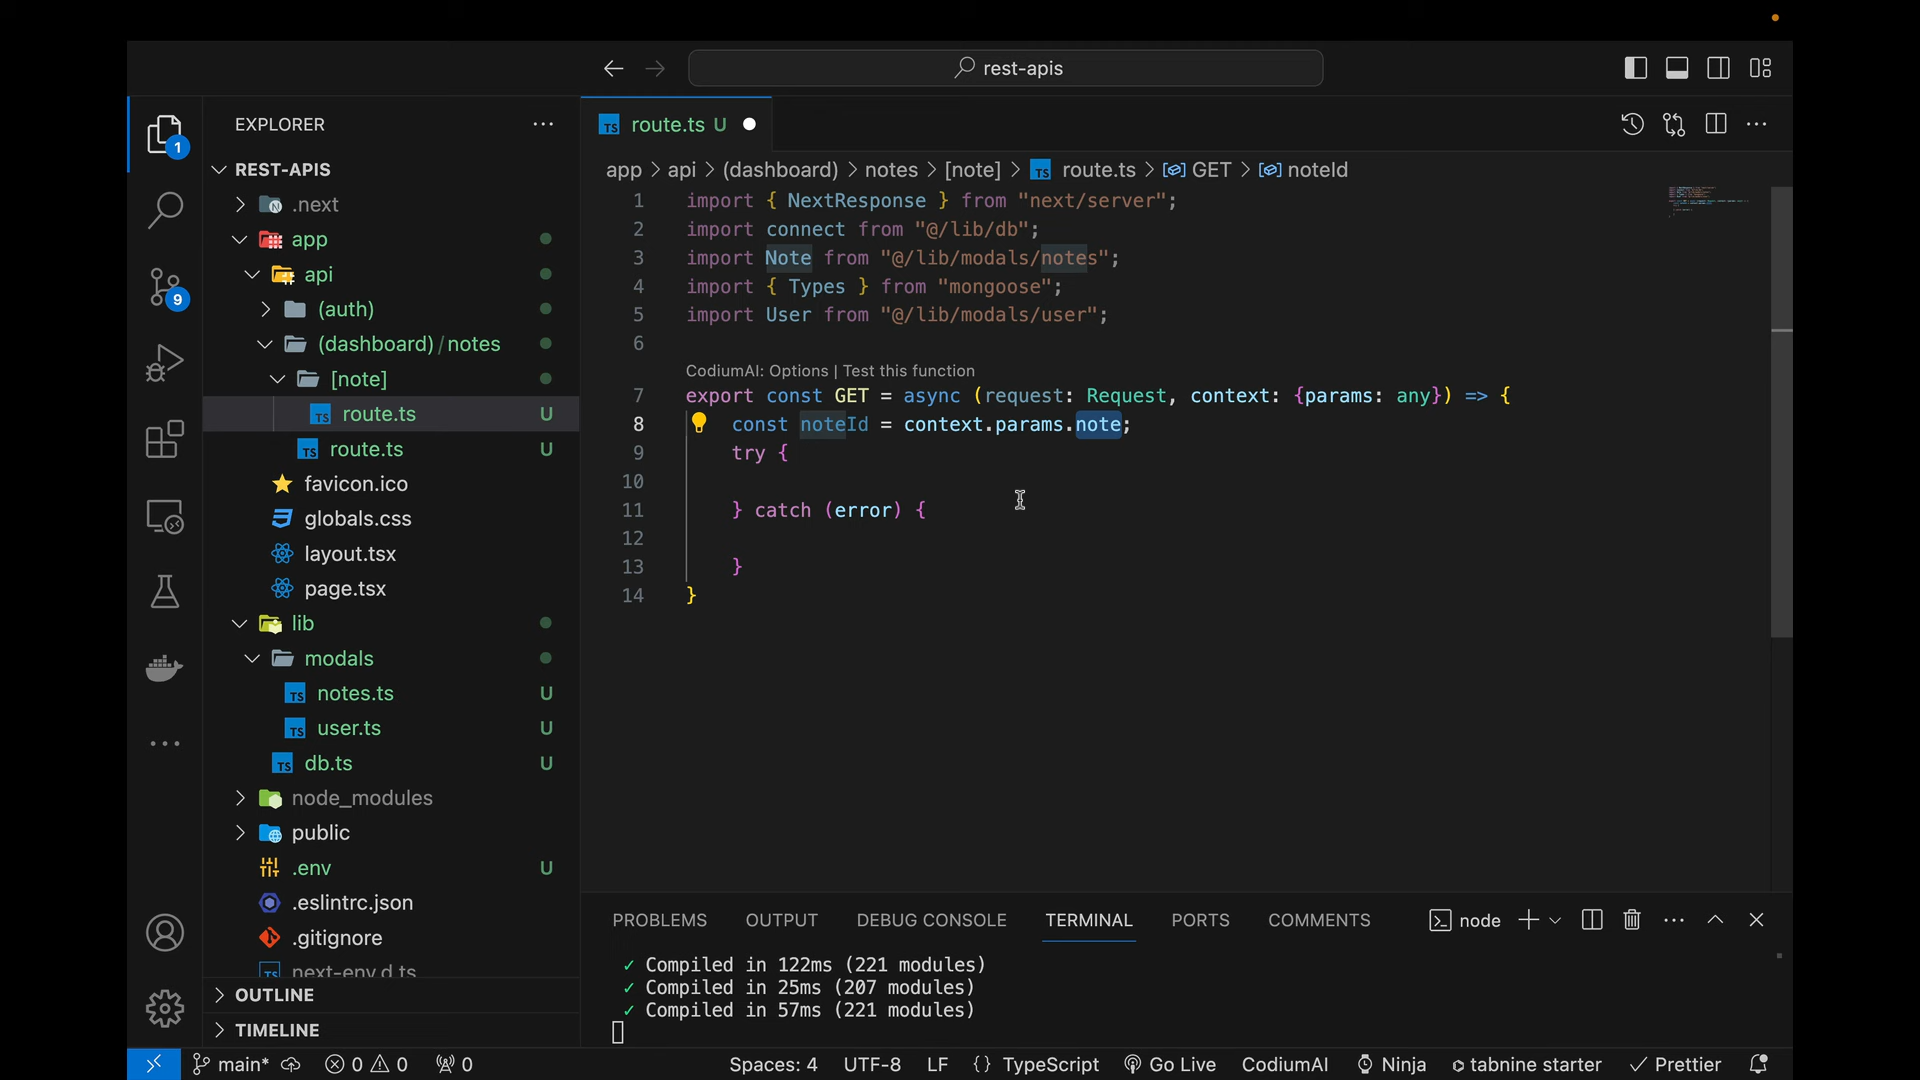 rest-apis
EXPLORER
REST-APIS
.next
app
api
(auth)
(dashboard)/notes
[note]
route.ts U
route.ts U
favicon.ico
globals.css
layout.tsx
page.tsx
lib
modals
notes.ts U
user.ts U
db.ts U
node_modules
public
.env U
.eslintrc.json
.gitignore
next-env.d.ts
OUTLINE
TIMELINE
1
9
route.ts U
app > api > (dashboard) > notes > [note] > route.ts > GET > noteId
1 import { NextResponse } from "next/server";
2 import connect from "@/lib/db";
3 import Note from "@/lib/modals/notes";
4 import { Types } from "mongoose";
5 import User from "@/lib/modals/user";
6
CodiumAI: Options | Test this function
7 export const GET = async (request: Request, context: {params: any}) => {
8 const noteId = context.params.note;
9 try {
10
11 } catch (error) {
12
13 }
14 }
PROBLEMS OUTPUT DEBUG CONSOLE TERMINAL PORTS COMMENTS node
✓ Compiled in 122ms (221 modules)
✓ Compiled in 25ms (207 modules)
✓ Compiled in 57ms (221 modules)
main* 0 0 0 Spaces: 4 UTF-8 LF {} TypeScript Go Live CodiumAI Ninja tabnine starter Prettier